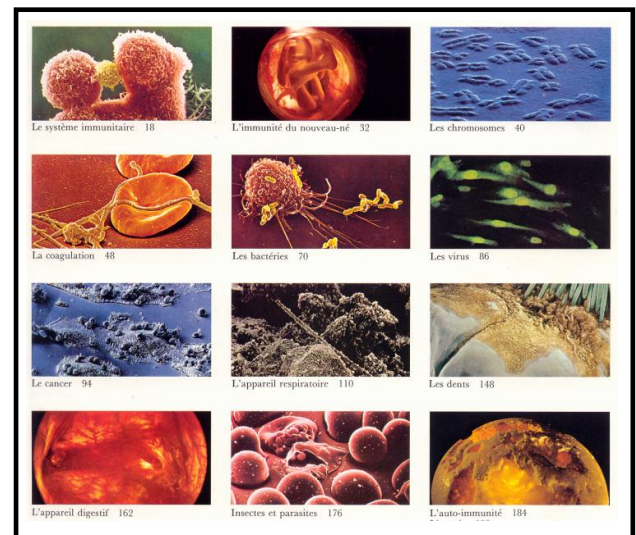 Le système immunitaire 18
L'immunité du nouveau-né 32
Les chromosomes 40
La coagulation 48
Les bactéries 70
Les virus 86
Le cancer 94
L'appareil respiratoire 110
Les dents 148
L'appareil digestif 162
Insectes et parasites 176
L'auto-immunité 184